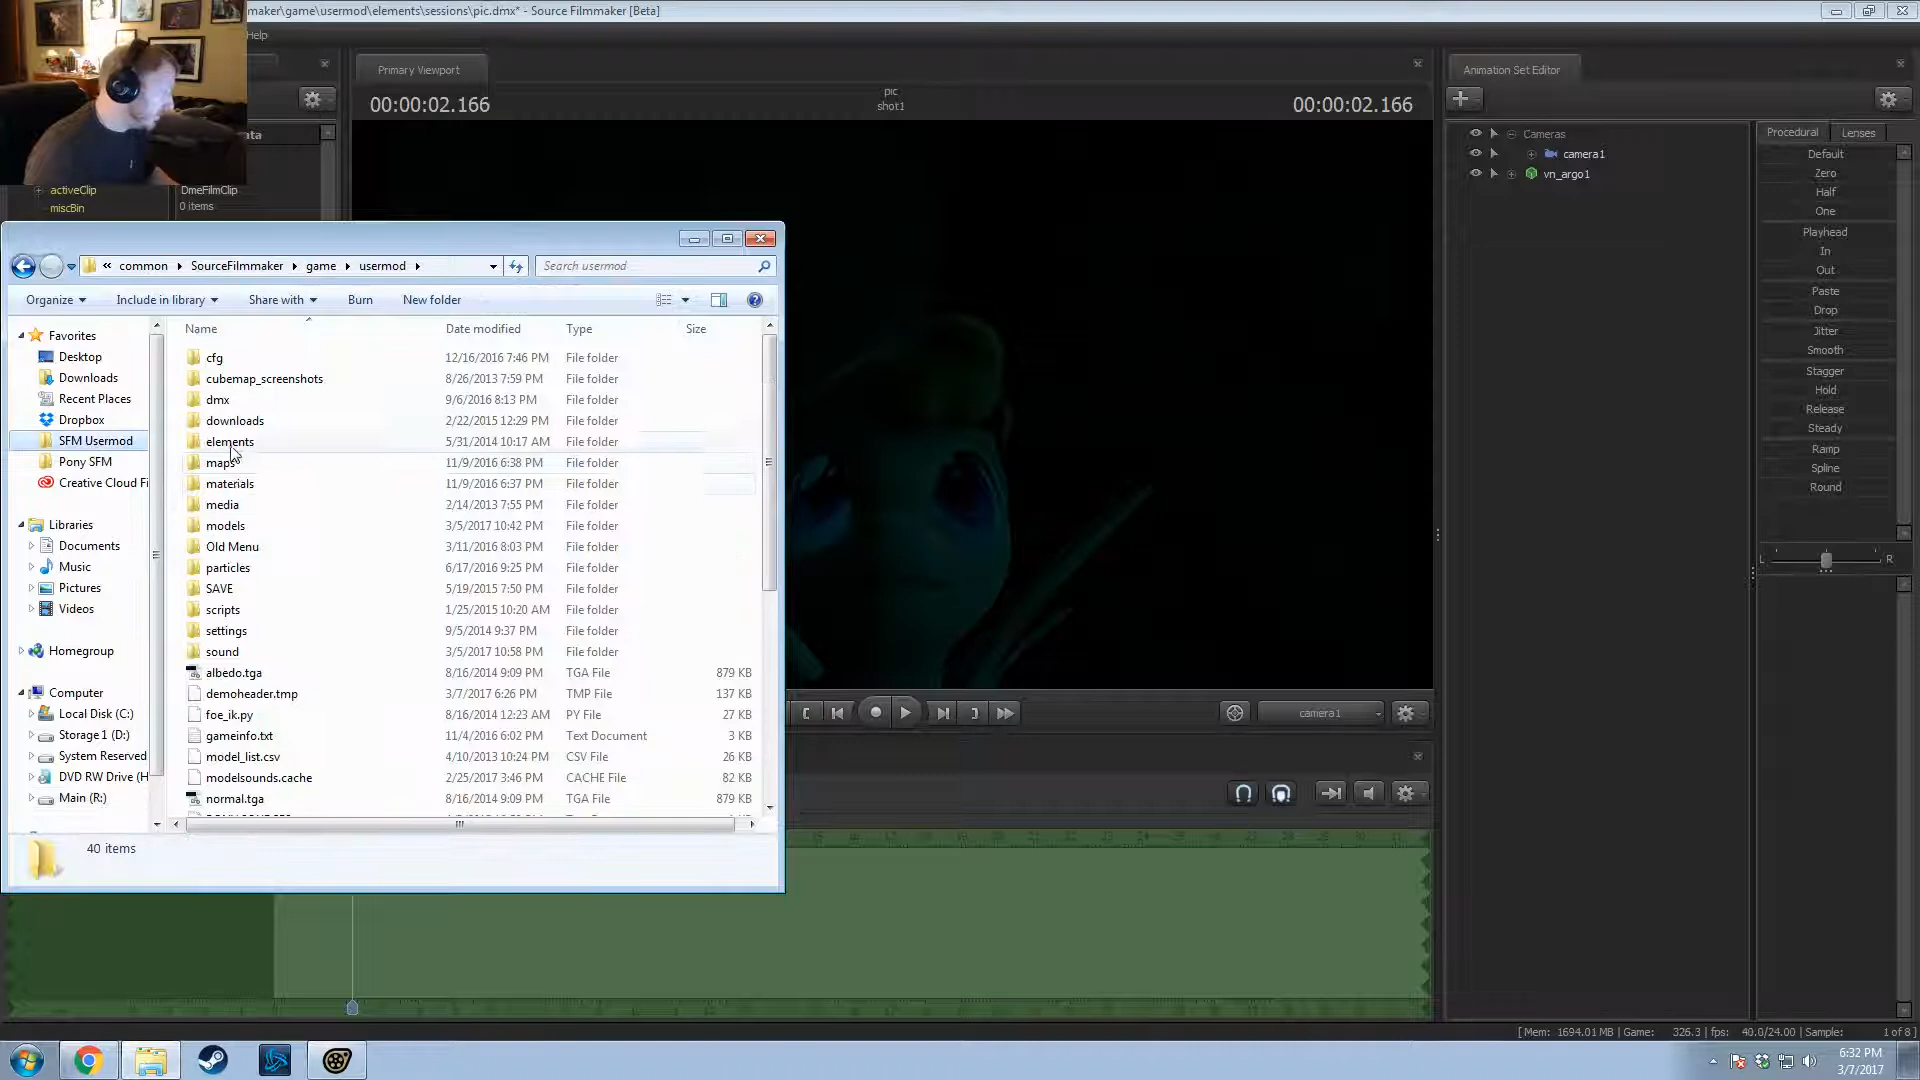 maker\game\usermod\elements\sessions\pic.dmx* - Source Filmmaker [Beta]
Help
Primary Viewport
Animation Set Editor
00:00:02.166
pic
shot1
00:00:02.166
ata
activeClip
DmeFilmClip
miscBin
0 items
Cameras
camera1
vn_argo1
Procedural
Lenses
Default
Zero
Half
One
Playhead
In
Out
Paste
Drop
Jitter
Smooth
Stagger
Hold
Release
Steady
Ramp
Spline
Round
L
R
« common ▸ SourceFilmmaker ▸ game ▸ usermod ▸
Search usermod
Organize
Include in library
Share with
Burn
New folder
Favorites
Desktop
Downloads
Recent Places
Dropbox
SFM Usermod
Pony SFM
Creative Cloud Fi
Libraries
Documents
Music
Pictures
Videos
Homegroup
Computer
Local Disk (C:)
Storage 1 (D:)
System Reserved
DVD RW Drive (H
Main (R:)
Name Date modified Type Size
cfg 12/16/2016 7:46 PM File folder
cubemap_screenshots 8/26/2013 7:59 PM File folder
dmx 9/6/2016 8:13 PM File folder
downloads 2/22/2015 12:29 PM File folder
elements 5/31/2014 10:17 AM File folder
maps 11/9/2016 6:38 PM File folder
materials 11/9/2016 6:37 PM File folder
media 2/14/2013 7:55 PM File folder
models 3/5/2017 10:42 PM File folder
Old Menu 3/11/2016 8:03 PM File folder
particles 6/17/2016 9:25 PM File folder
SAVE 5/19/2015 7:50 PM File folder
scripts 1/25/2015 10:20 AM File folder
settings 9/5/2014 9:37 PM File folder
sound 3/5/2017 10:58 PM File folder
albedo.tga 8/16/2014 9:09 PM TGA File 879 KB
demoheader.tmp 3/7/2017 6:26 PM TMP File 137 KB
foe_ik.py 8/16/2014 12:23 AM PY File 27 KB
gameinfo.txt 11/4/2016 6:02 PM Text Document 3 KB
model_list.csv 4/10/2013 10:24 PM CSV File 26 KB
modelsounds.cache 2/25/2017 3:46 PM CACHE File 82 KB
normal.tga 8/16/2014 9:09 PM TGA File 879 KB
40 items
camera1
[ Mem: 1694.01 MB | Game: 326.3 | fps: 40.0/24.00 | Sample: 1 of 8 ]
6:32 PM
3/7/2017